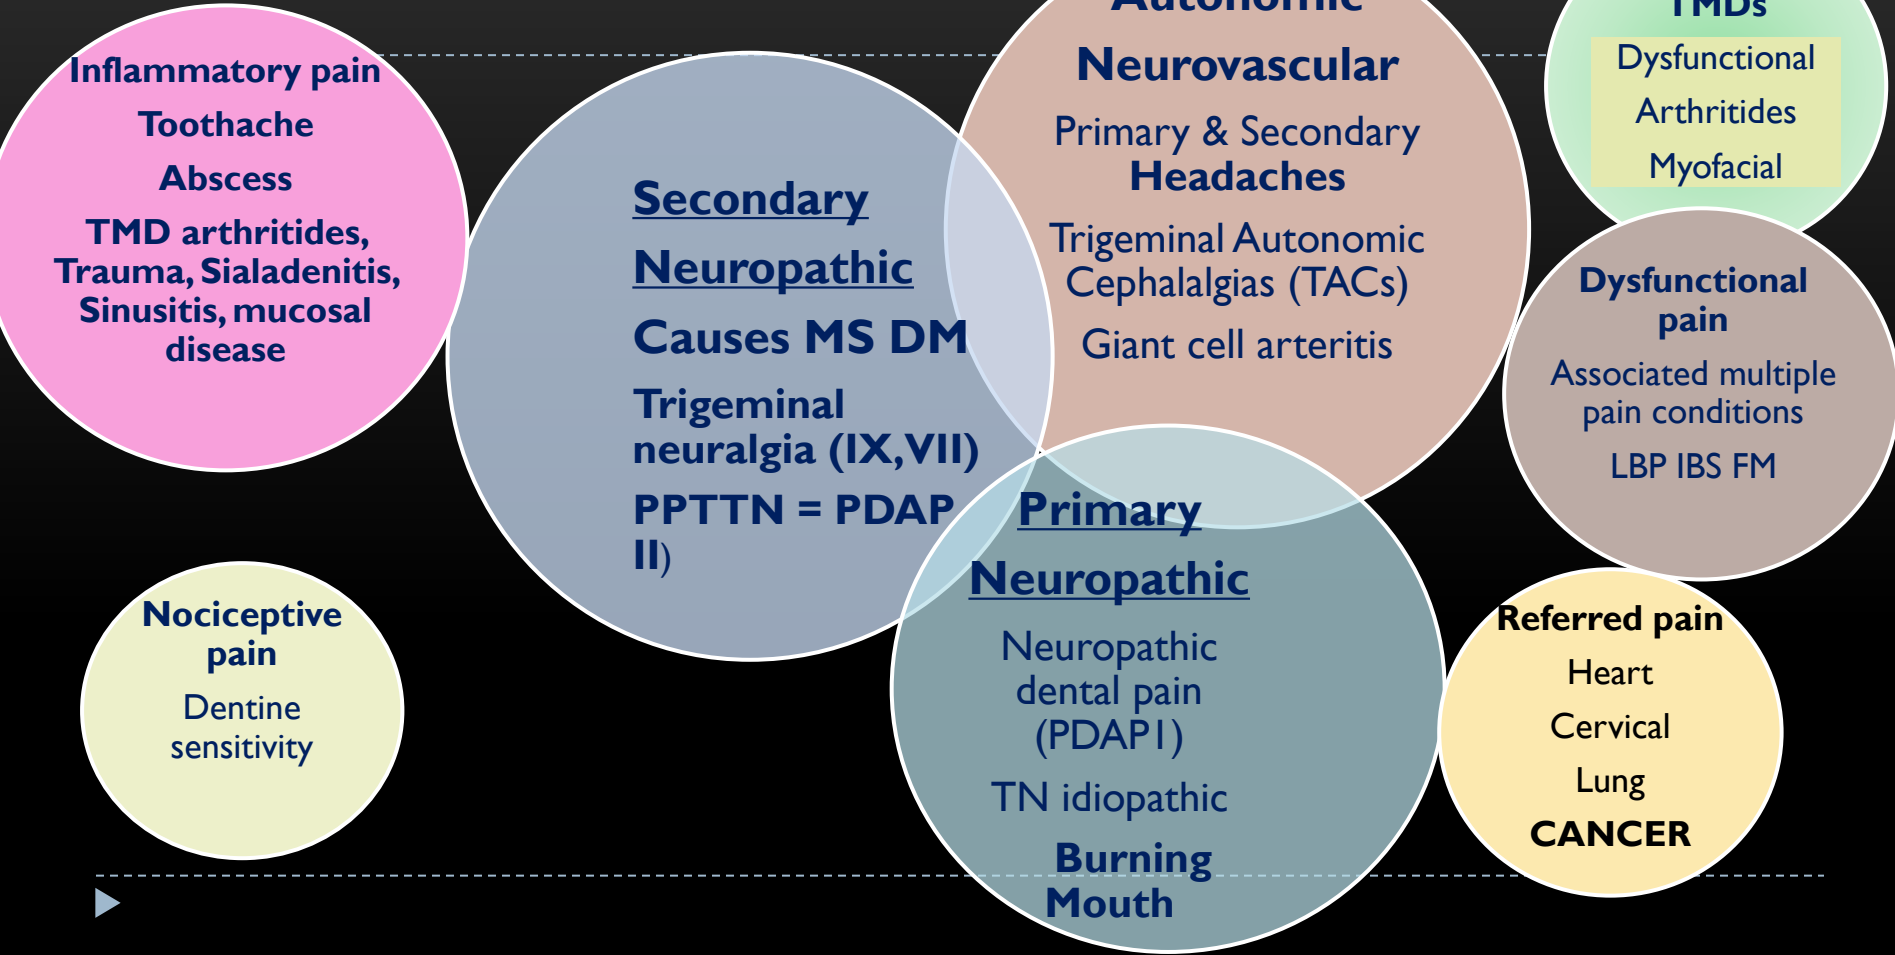 Inflammatory pain
Toothache
Abscess
TMD arthritides,
Trauma, Sialadenitis,
Sinusitis, mucosal
disease
Nociceptive
pain
Dentine
sensitivity
Secondary
Neuropathic
Causes MS DM
Trigeminal
neuralgia (IX,VII)
PPTTN = PDAP
II)
Autonomic
Neurovascular
Primary & Secondary
Headaches
Trigeminal Autonomic
Cephalalgias (TACs)
Giant cell arteritis
Primary
Neuropathic
Neuropathic
dental pain
(PDAP1)
TN idiopathic
Burning
Mouth
TMDs
Dysfunctional
Arthritides
Myofacial
Dysfunctional
pain
Associated multiple
pain conditions
LBP IBS FM
Referred pain
Heart
Cervical
Lung
CANCER